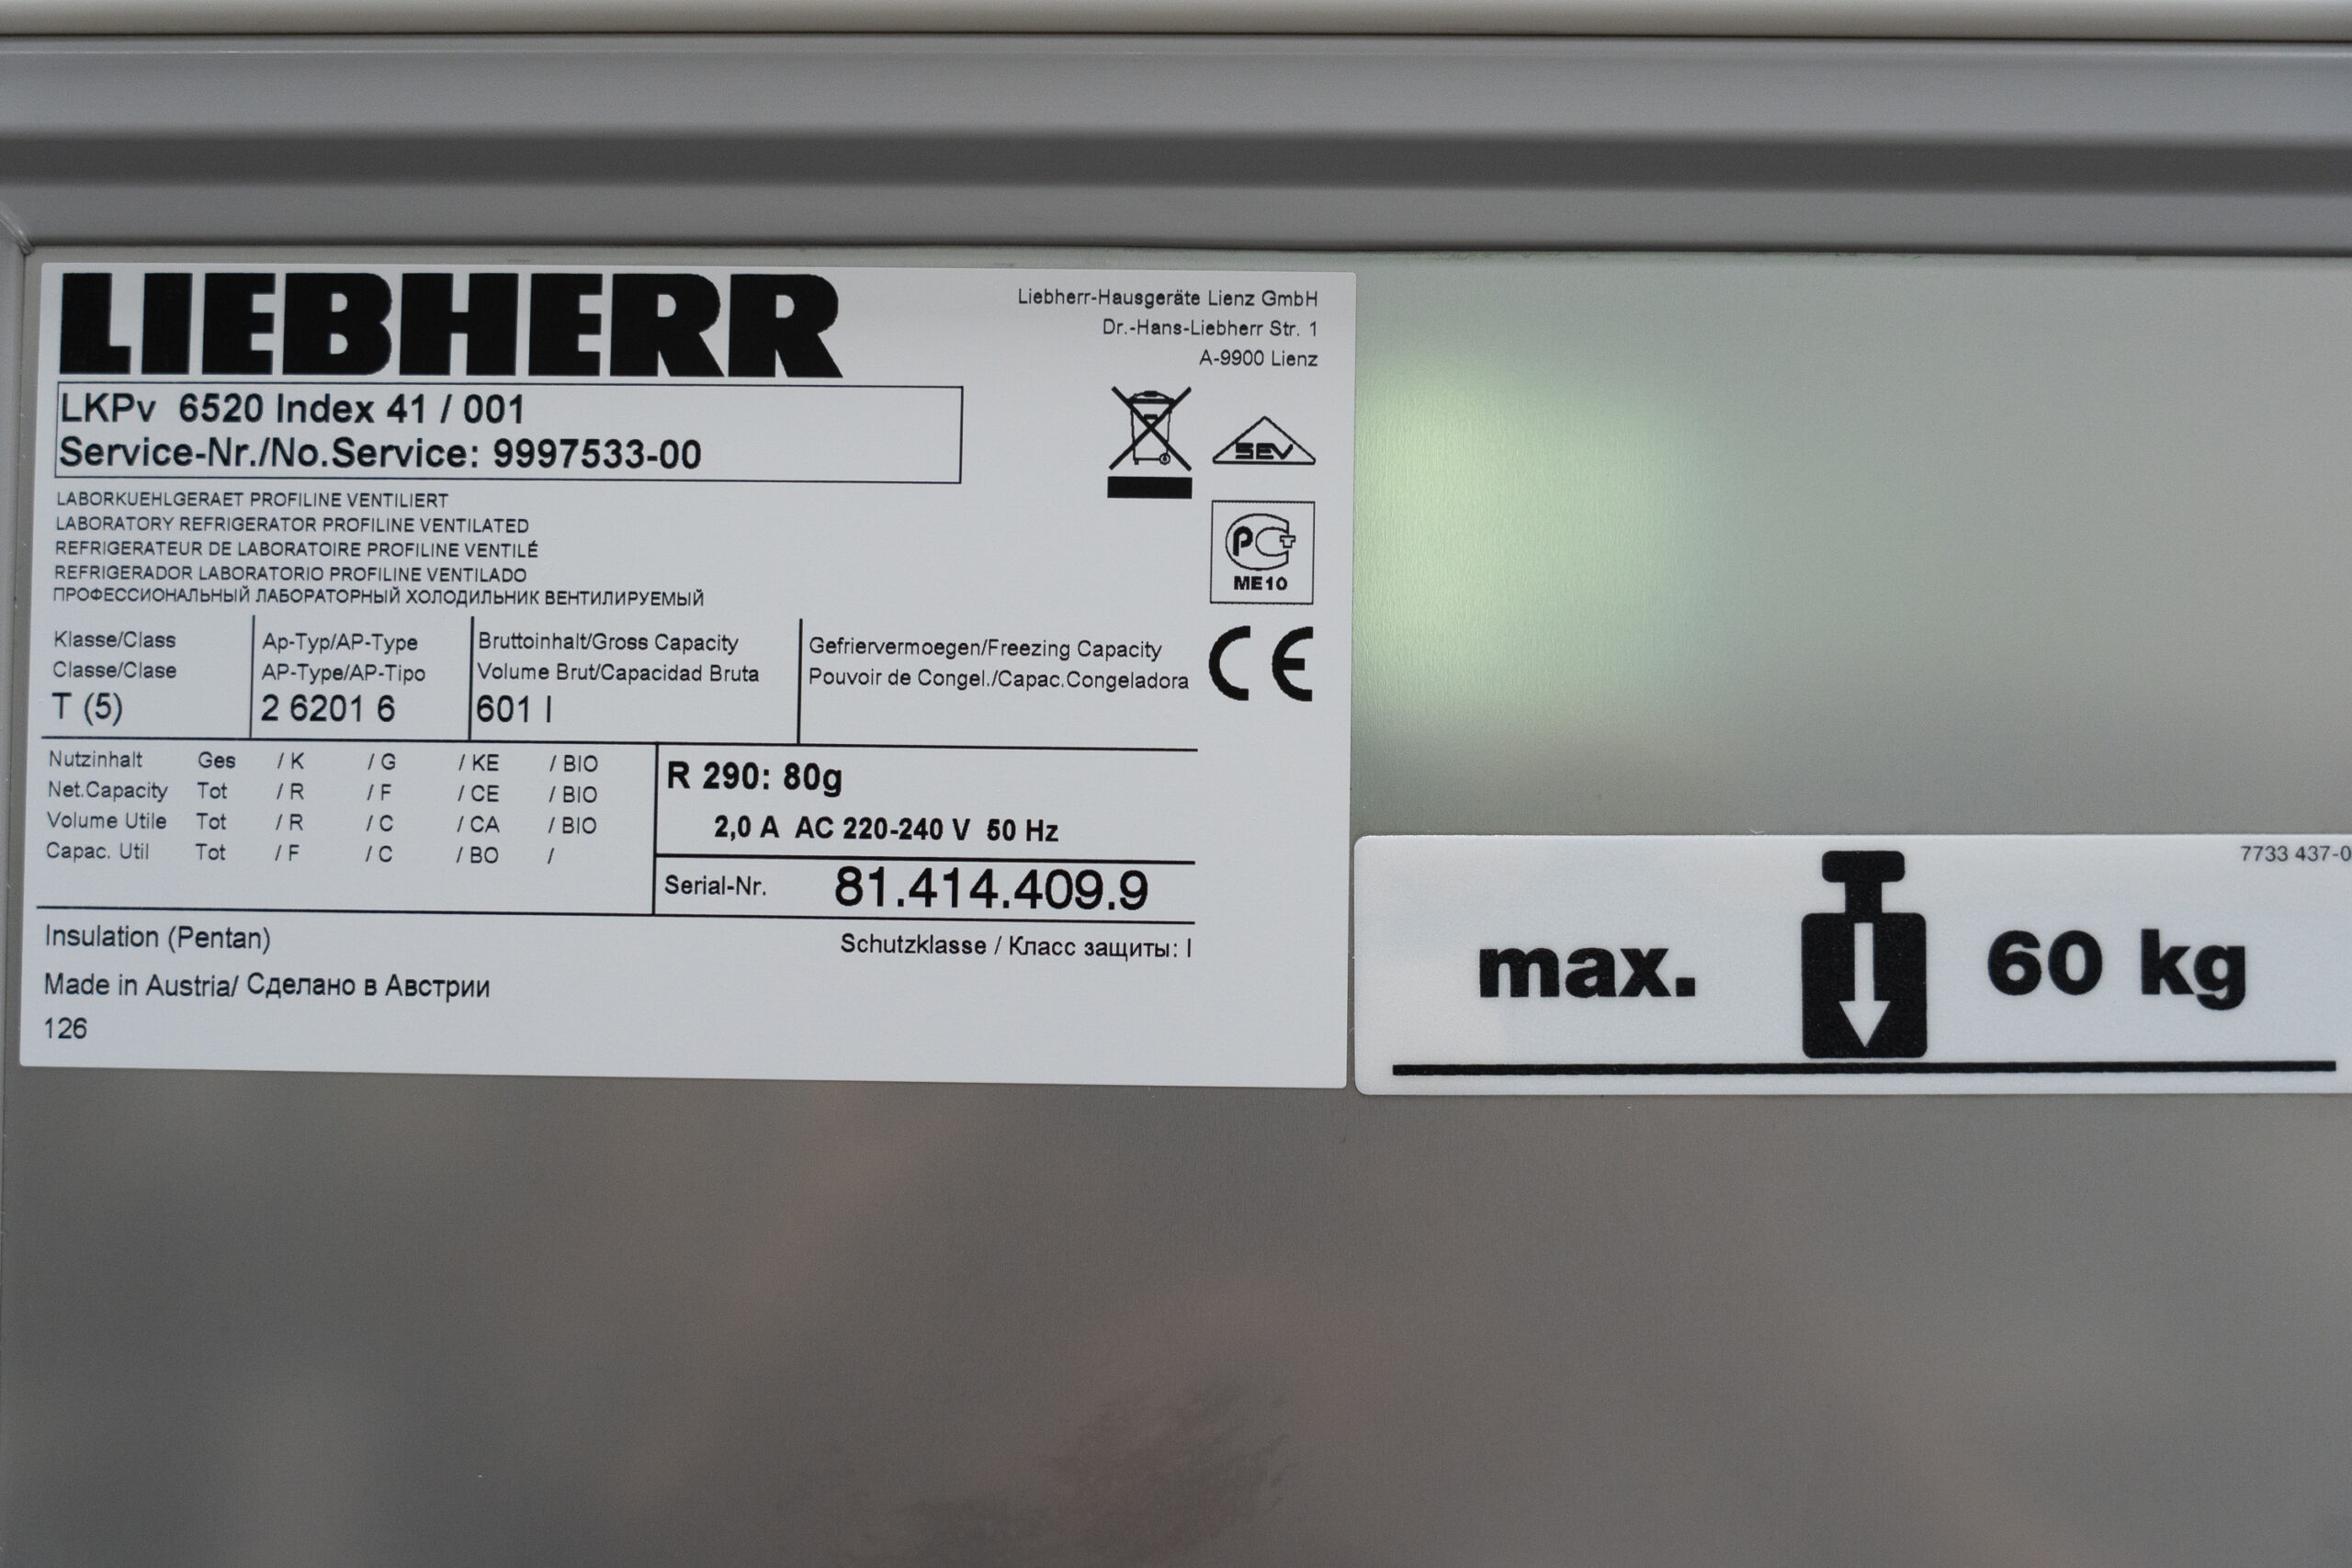 LIEBHERR
Liebherr-Hausgeräte Lienz GmbH
Dr.-Hans-Liebherr Str. 1
A-9900 Lienz
LKPv 6520 Index 41 / 001
Service-Nr./No.Service: 9997533-00
SEV
LABORKUEHLGERAET PROFILINE VENTILIERT
LABORATORY REFRIGERATOR PROFILINE VENTILATED
REFRIGERATEUR DE LABORATOIRE PROFILINE VENTILÉ
REFRIGERADOR LABORATORIO PROFILINE VENTILADO
ПРОФЕССИОНАЛЬНЫЙ ЛАБОРАТОРНЫЙ ХОЛОДИЛЬНИК ВЕНТИЛИРУЕМЫЙ
PCT
ME10
CE
Klasse/Class
Classe/Clase
T (5)
Ap-Typ/AP-Type
AP-Type/AP-Tipo
2 6201 6
Bruttoinhalt/Gross Capacity
Volume Brut/Capacidad Bruta
601 l
Gefriervermoegen/Freezing Capacity
Pouvoir de Congel./Capac.Congeladora
Nutzinhalt Ges / K / G / KE / BIO
Net.Capacity Tot / R / F / CE / BIO
Volume Utile Tot / R / C / CA / BIO
Capac. Util Tot / F / C / BO /
R 290: 80g
2,0 A AC 220-240 V 50 Hz
Serial-Nr. 81.414.409.9
Insulation (Pentan)
Schutzklasse / Класс защиты: I
Made in Austria/ Сделано в Австрии
126
7733 437-0
max. 60 kg